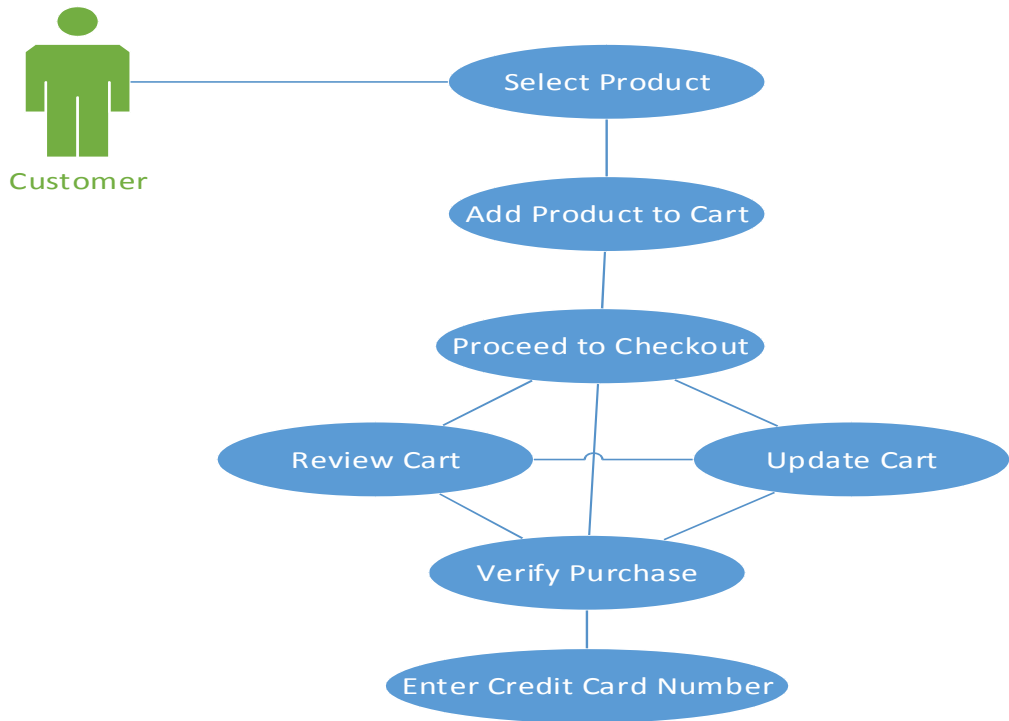 Select Product
Customer
Add Product to Cart
Proceed to Checkout
Review Cart
Update Cart
Verify Purchase
Enter Credit Card Number